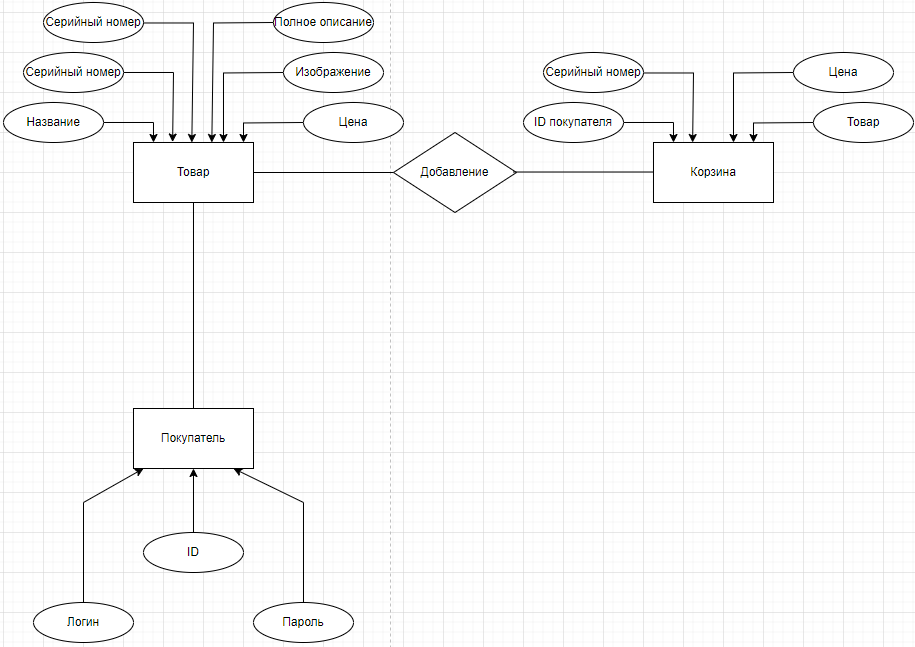 Серийный номер
Полное описание
Серийный номер
Изображение
Серийный номер
Цена
Название
Цена
ID покупателя
Товар
Товар
Добавление
Корзина
Покупатель
ID
Логин
Пароль